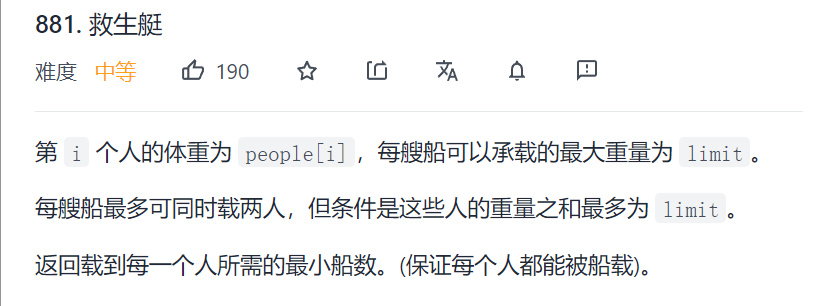 881. 救生艇
难度 中等 190
第 i 个人的体重为 people[i]，每艘船可以承载的最大重量为 limit。
每艘船最多可同时载两人，但条件是这些人的重量之和最多为 limit。
返回载到每一个人所需的最小船数。(保证每个人都能被船载)。